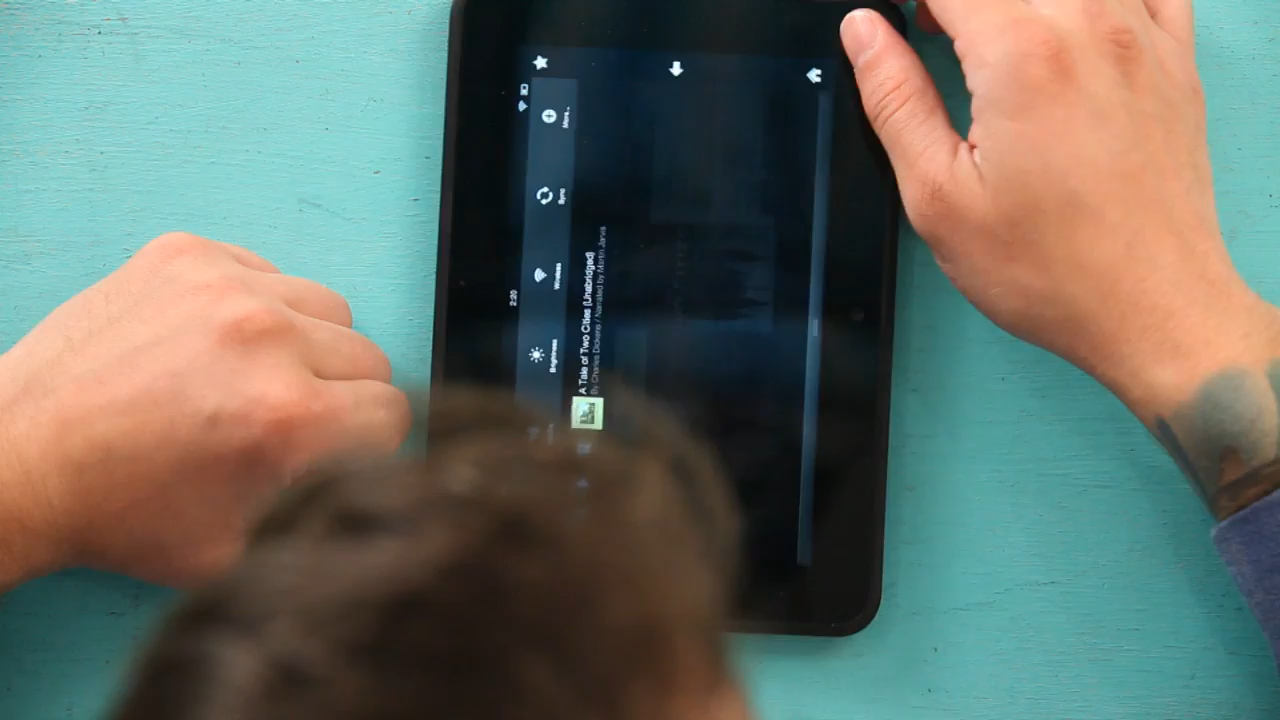 2:20
Brightness
Wireless
Sync
More...
A Tale of Two Cities (Unabridged)
By Charles Dickens / Narrated by Martin Jarvis